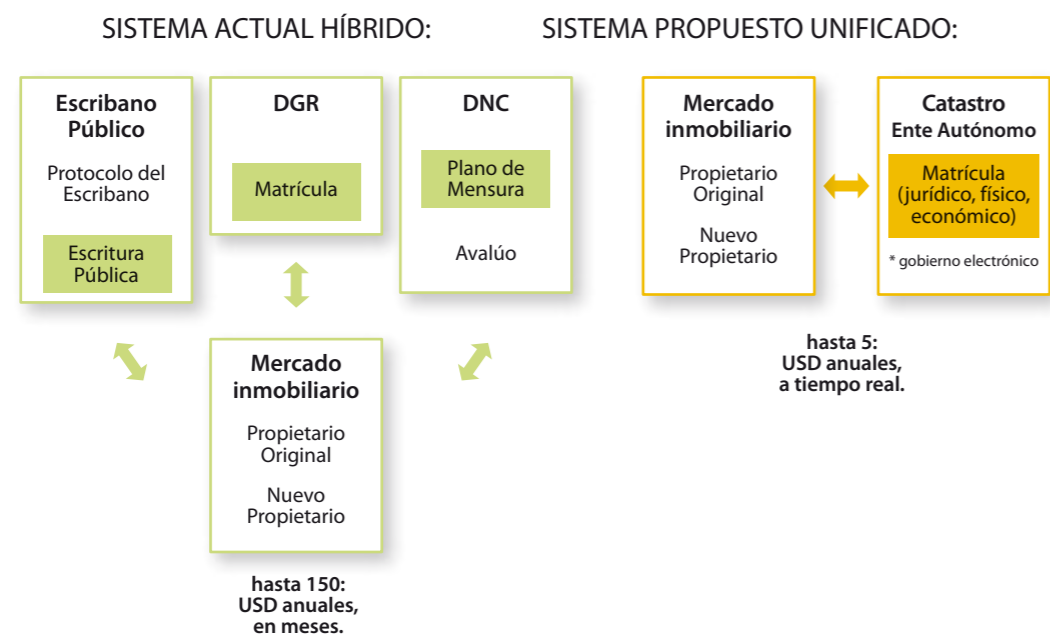 SISTEMA ACTUAL HÍBRIDO:
Escribano
Público
Protocolo del
Escribano
Escritura
Pública
DGR
Matrícula
DNC
Plano de
Mensura
Avalúo
Mercado
inmobiliario
Propietario
Original
Nuevo
Propietario
hasta 150:
USD anuales,
en meses.
SISTEMA PROPUESTO UNIFICADO:
Mercado
inmobiliario
Propietario
Original
Nuevo
Propietario
Catastro
Ente Autónomo
Matrícula
(jurídico, físico,
económico)
* gobierno electrónico
hasta 5:
USD anuales,
a tiempo real.